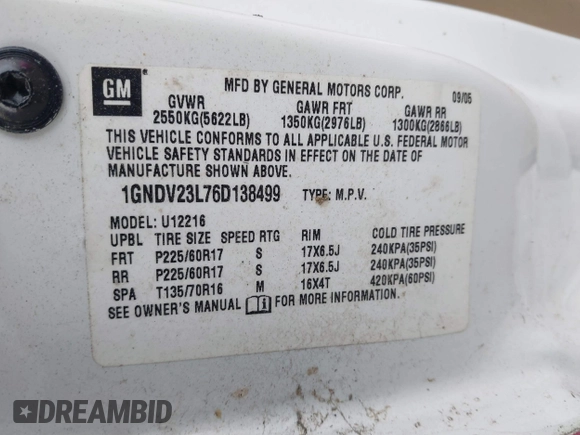 GM
MFD BY GENERAL MOTORS CORP. 09/05
GVWR GAWR FRT GAWR RR
2550KG(5622LB) 1350KG(2976LB) 1300KG(2866LB)
THIS VEHICLE CONFORMS TO ALL APPLICABLE U.S. FEDERAL MOTOR
VEHICLE SAFETY STANDARDS IN EFFECT ON THE DATE OF
MANUFACTURE SHOWN ABOVE.
1GNDV23L76D138499 TYPE: M.P.V.
MODEL: U12216
UPBL TIRE SIZE SPEED RTG RIM COLD TIRE PRESSURE
FRT P225/60R17 S 17X6.5J 240KPA(35PSI)
RR P225/60R17 S 17X6.5J 240KPA(35PSI)
SPA T135/70R16 M 16X4T 420KPA(60PSI)
SEE OWNER'S MANUAL FOR MORE INFORMATION.
DREAMBID